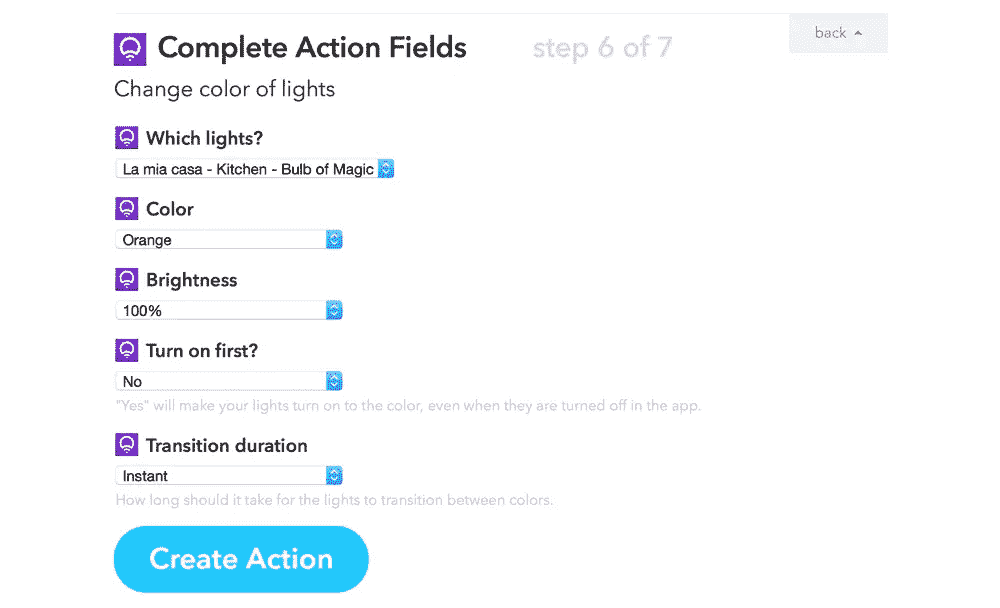 Complete Action Fields step 6 of 7 back
Change color of lights
Which lights?
La mia casa - Kitchen - Bulb of Magic
Color
Orange
Brightness
100%
Turn on first?
No
"Yes" will make your lights turn on to the color, even when they are turned off in the app.
Transition duration
Instant
How long should it take for the lights to transition between colors.
Create Action